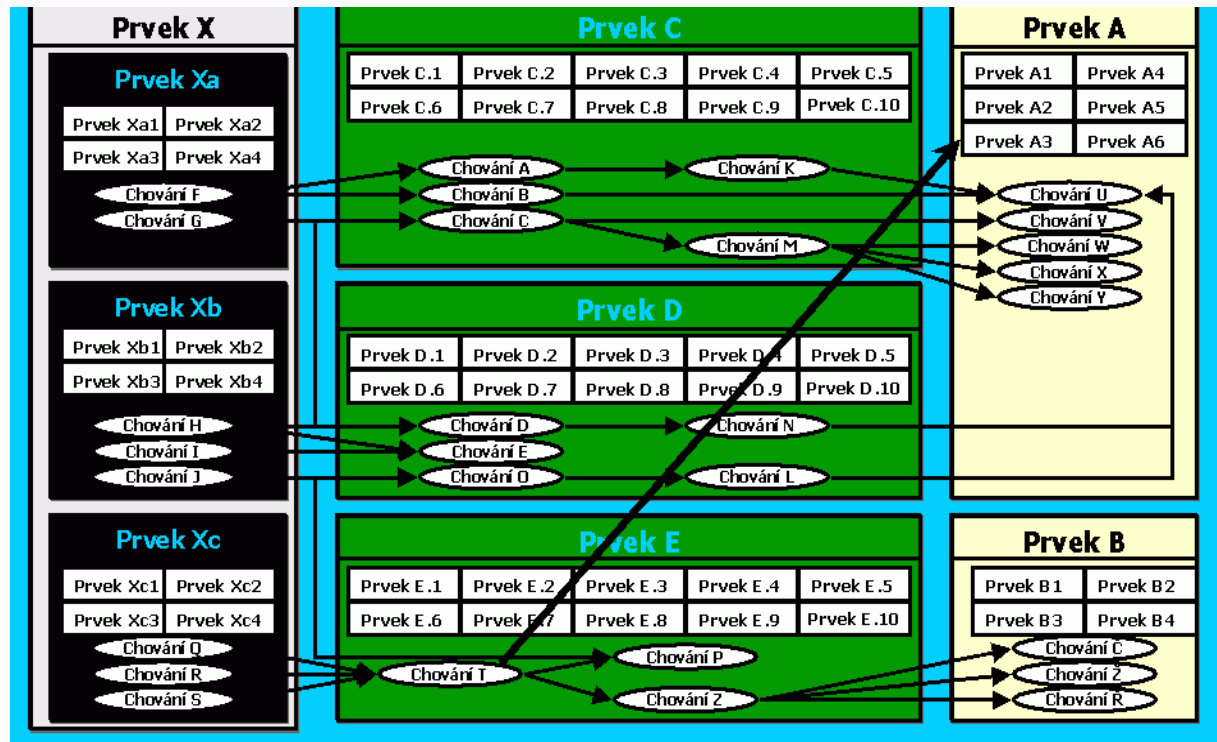 Prvek X
Prvek Xa
Prvek Xa1 Prvek Xa2
Prvek Xa3 Prvek Xa4
Chování F
Chování G
Prvek Xb
Prvek Xb1 Prvek Xb2
Prvek Xb3 Prvek Xb4
Chování H
Chování I
Chování J
Prvek Xc
Prvek Xc1 Prvek Xc2
Prvek Xc3 Prvek Xc4
Chování Q
Chování R
Chování S
Prvek C
Prvek C.1 Prvek C.2 Prvek C.3 Prvek C.4 Prvek C.5
Prvek C.6 Prvek C.7 Prvek C.8 Prvek C.9 Prvek C.10
Chování A Chování K
Chování B
Chování C
Chování M
Prvek D
Prvek D.1 Prvek D.2 Prvek D.3 Prvek D.4 Prvek D.5
Prvek D.6 Prvek D.7 Prvek D.8 Prvek D.9 Prvek D.10
Chování D Chování N
Chování E
Chování O Chování L
Prvek E
Prvek E.1 Prvek E.2 Prvek E.3 Prvek E.4 Prvek E.5
Prvek E.6 Prvek E.7 Prvek E.8 Prvek E.9 Prvek E.10
Chování P
Chování T
Chování Z
Prvek A
Prvek A1 Prvek A4
Prvek A2 Prvek A5
Prvek A3 Prvek A6
Chování U
Chování V
Chování W
Chování X
Chování Y
Prvek B
Prvek B1 Prvek B2
Prvek B3 Prvek B4
Chování C
Chování Z
Chování R